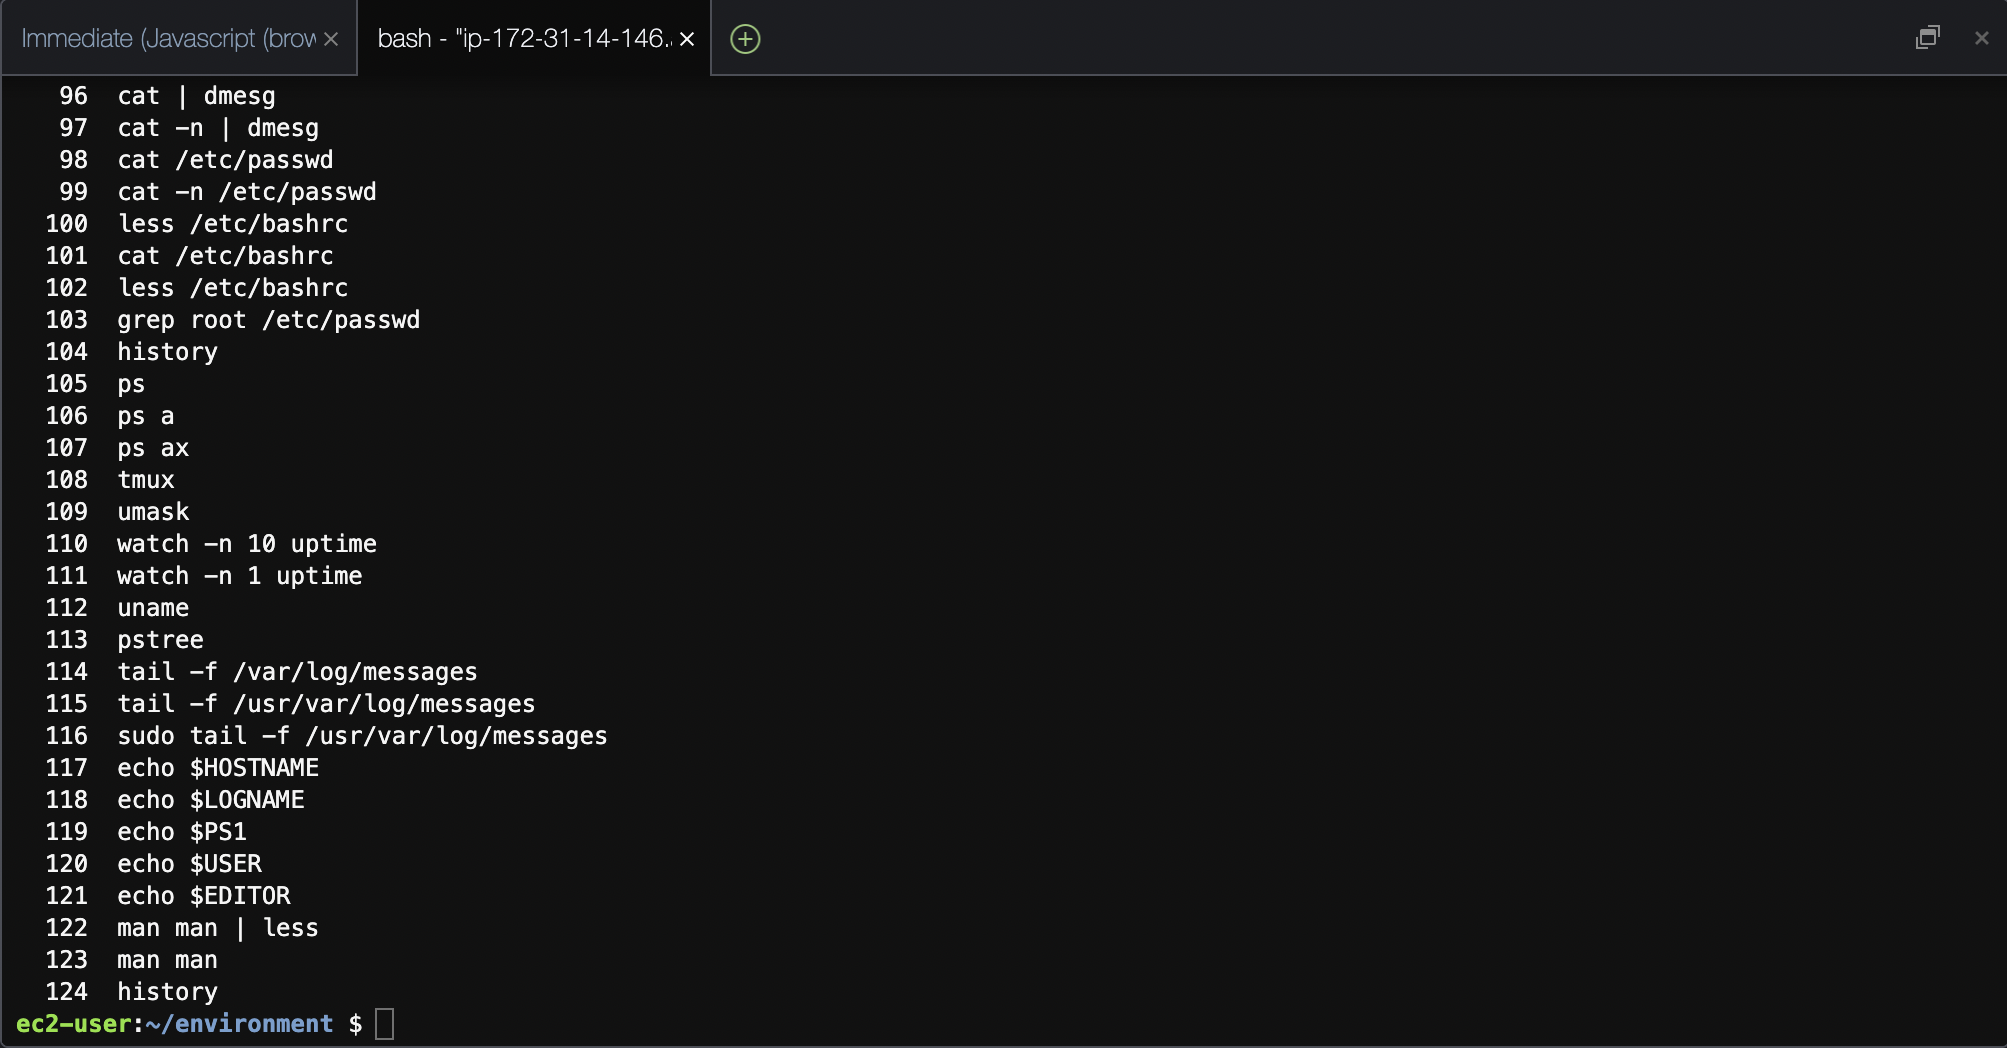 Immediate (Javascript (brow × bash - "ip-172-31-14-146. ×
96 cat | dmesg
97 cat -n | dmesg
98 cat /etc/passwd
99 cat -n /etc/passwd
100 less /etc/bashrc
101 cat /etc/bashrc
102 less /etc/bashrc
103 grep root /etc/passwd
104 history
105 ps
106 ps a
107 ps ax
108 tmux
109 umask
110 watch -n 10 uptime
111 watch -n 1 uptime
112 uname
113 pstree
114 tail -f /var/log/messages
115 tail -f /usr/var/log/messages
116 sudo tail -f /usr/var/log/messages
117 echo $HOSTNAME
118 echo $LOGNAME
119 echo $PS1
120 echo $USER
121 echo $EDITOR
122 man man | less
123 man man
124 history
ec2-user:~/environment $